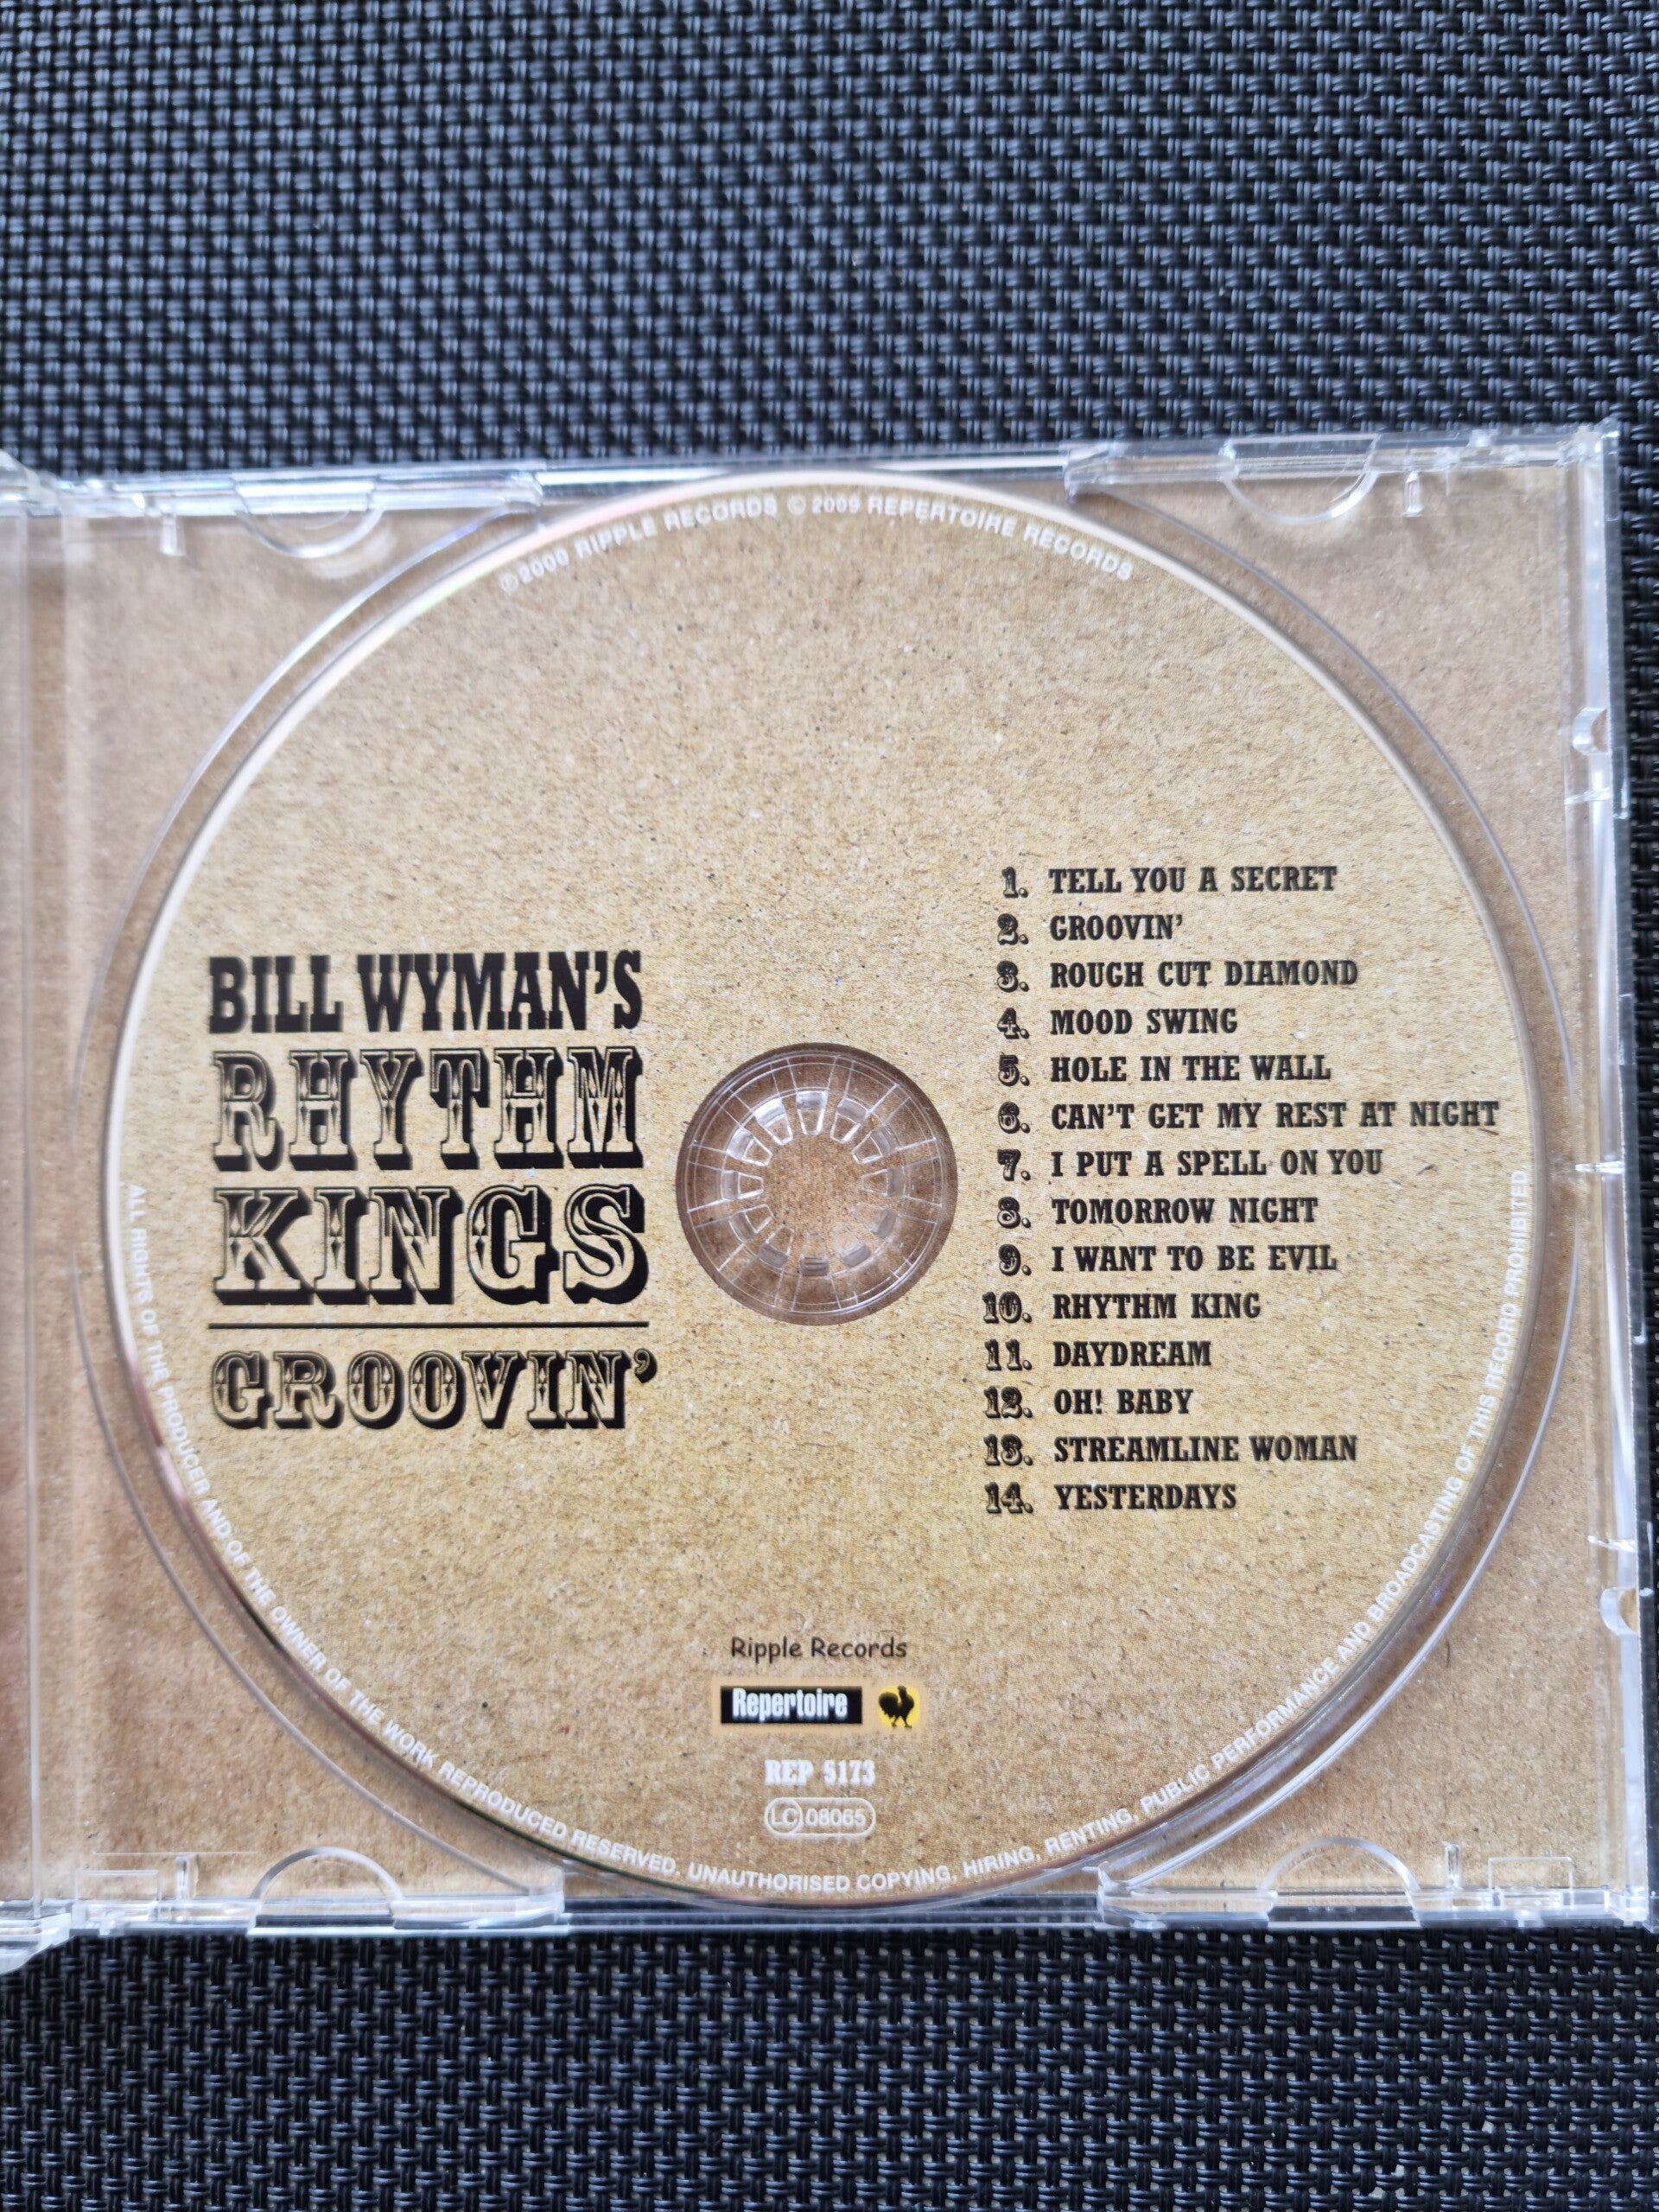 ℗ 2000 RIPPLE RECORDS © 2009 REPERTOIRE RECORDS
BILL WYMAN'S
RHYTHM
KINGS
GROOVIN'
1. TELL YOU A SECRET
2. GROOVIN'
3. ROUGH CUT DIAMOND
4. MOOD SWING
5. HOLE IN THE WALL
6. CAN'T GET MY REST AT NIGHT
7. I PUT A SPELL ON YOU
8. TOMORROW NIGHT
9. I WANT TO BE EVIL
10. RHYTHM KING
11. DAYDREAM
12. OH! BABY
13. STREAMLINE WOMAN
14. YESTERDAYS
Ripple Records
Repertoire
REP 5173
LC 08065
ALL RIGHTS OF THE PRODUCER AND OF THE OWNER OF THE WORK REPRODUCED RESERVED. UNAUTHORISED COPYING, HIRING, RENTING, PUBLIC PERFORMANCE AND BROADCASTING OF THIS RECORD PROHIBITED